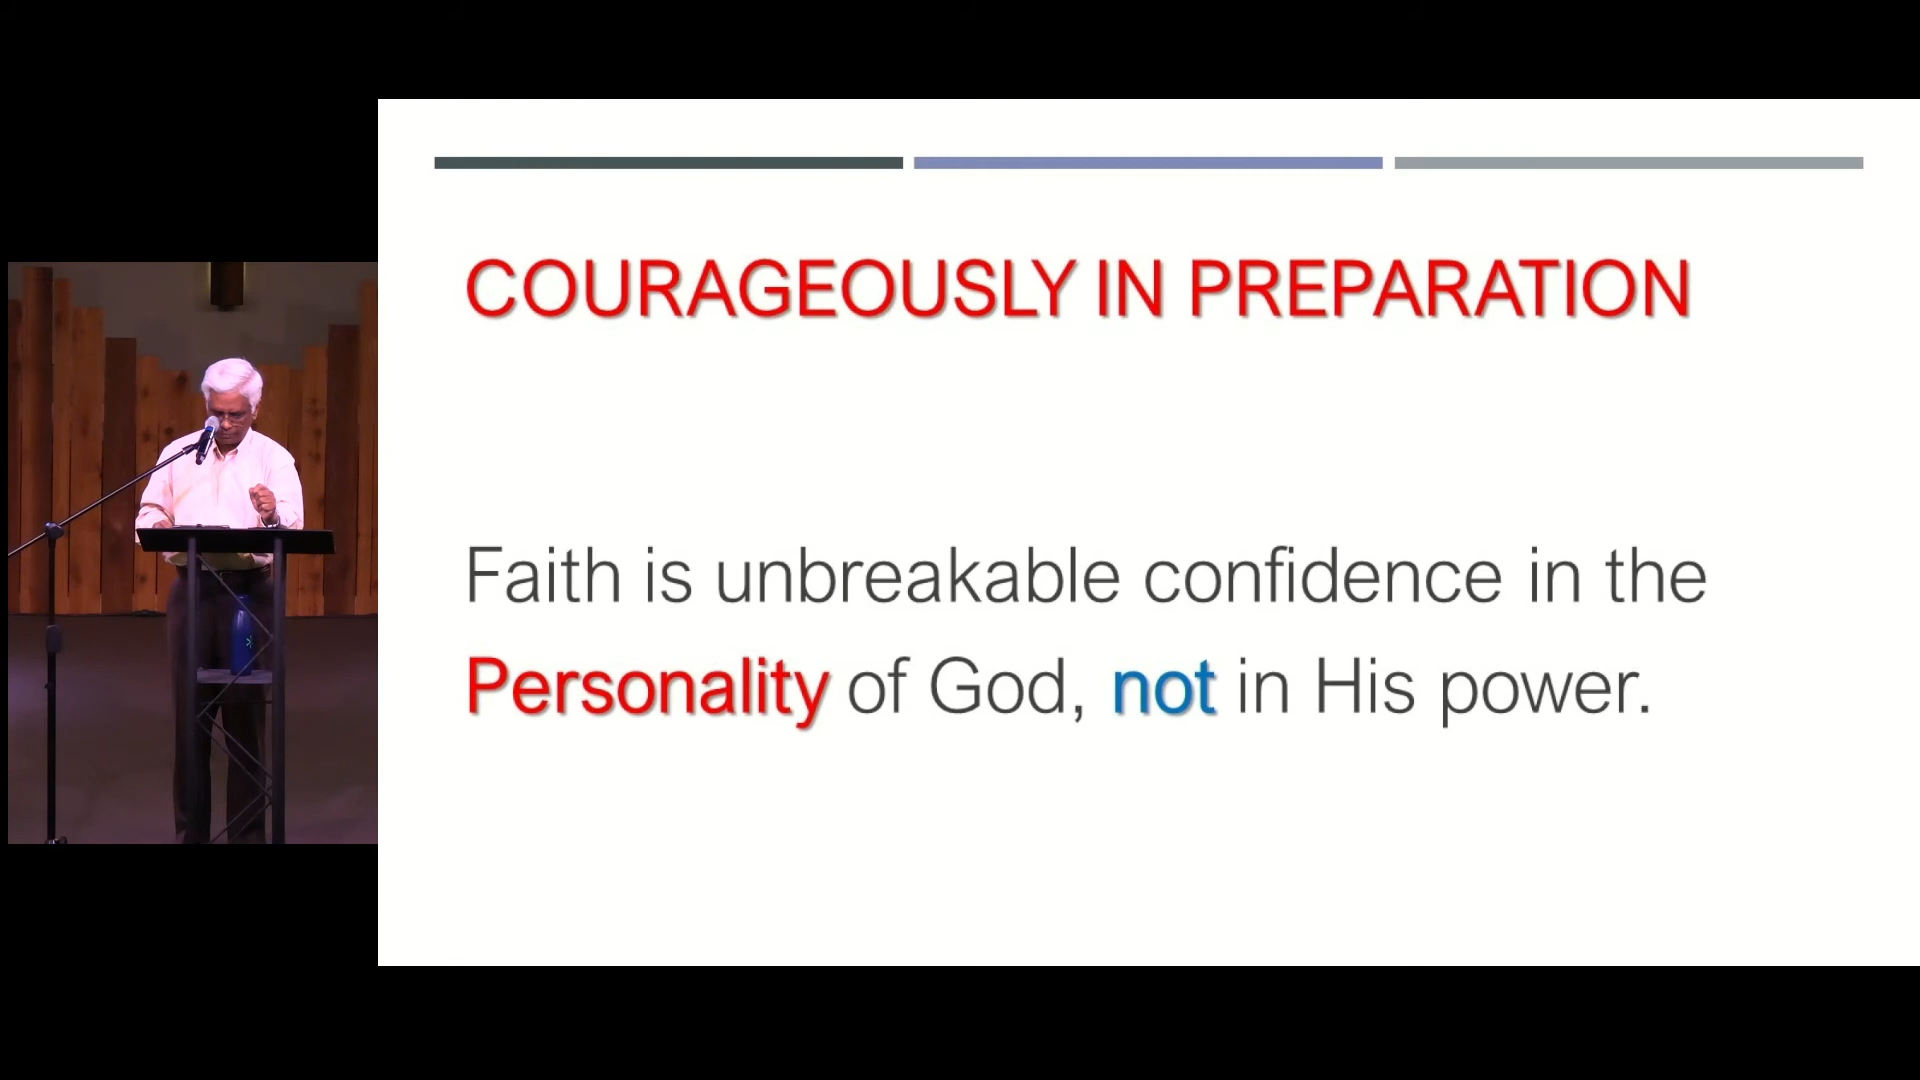 COURAGEOUSLY IN PREPARATION
Faith is unbreakable confidence in the
Personality of God, not in His power.